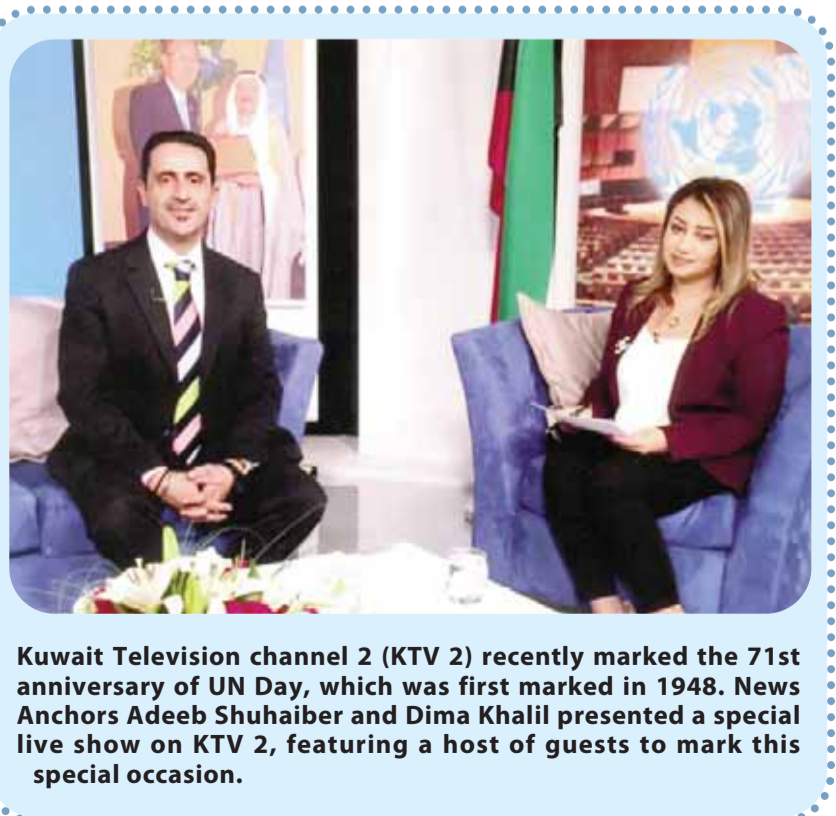 Kuwait Television channel 2 (KTV 2) recently marked the 71st
anniversary of UN Day, which was first marked in 1948. News
Anchors Adeeb Shuhaiber and Dima Khalil presented a special
live show on KTV 2, featuring a host of guests to mark this
special occasion.